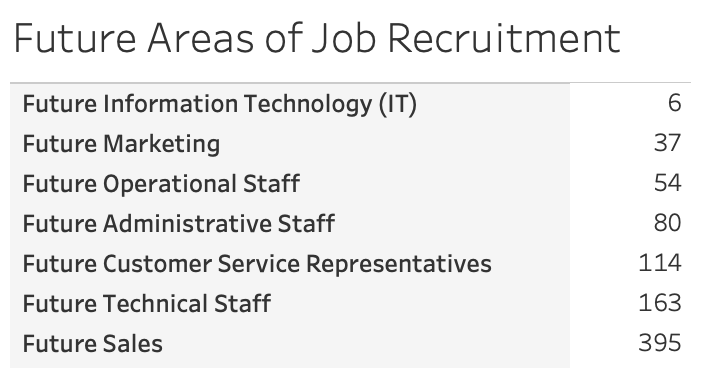 Future Areas of Job Recruitment
Future Information Technology (IT) 6
Future Marketing 37
Future Operational Staff 54
Future Administrative Staff 80
Future Customer Service Representatives 114
Future Technical Staff 163
Future Sales 395